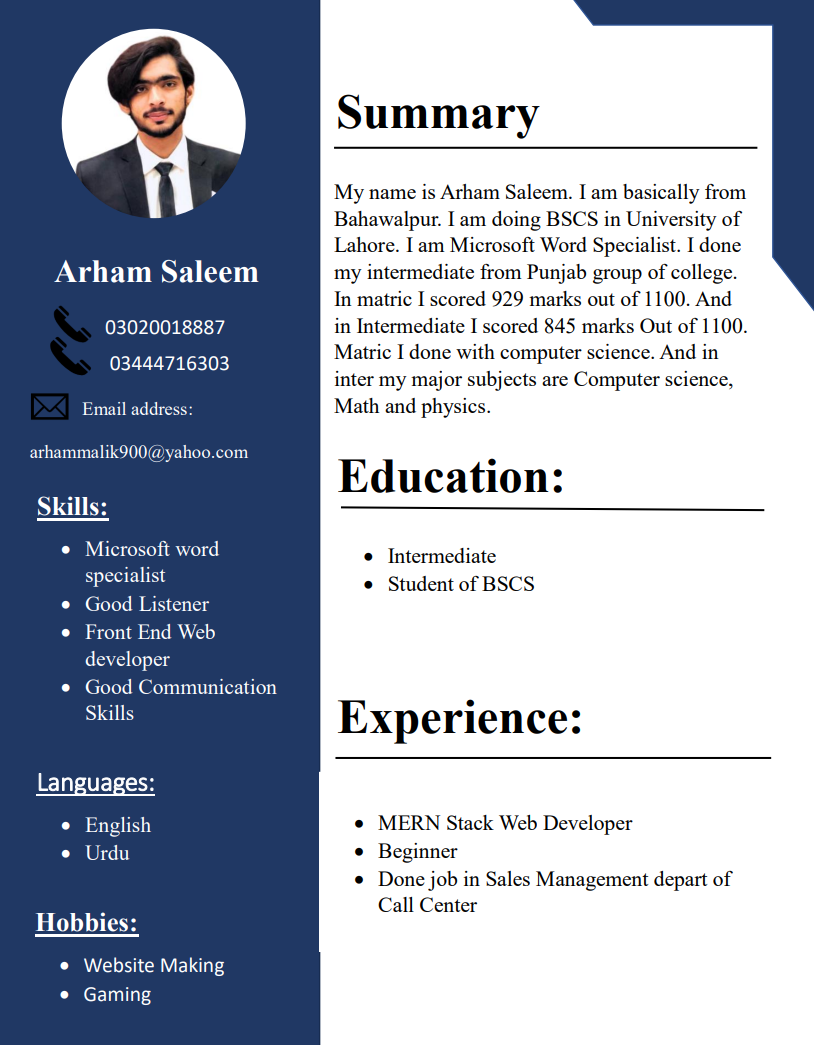 Arham Saleem
03020018887
03444716303
Email address:
arhammalik900@yahoo.com
Skills:
• Microsoft word
specialist
• Good Listener
• Front End Web
developer
• Good Communication
Skills
Languages:
• English
• Urdu
Hobbies:
• Website Making
• Gaming
Summary
My name is Arham Saleem. I am basically from
Bahawalpur. I am doing BSCS in University of
Lahore. I am Microsoft Word Specialist. I done
my intermediate from Punjab group of college.
In matric I scored 929 marks out of 1100. And
in Intermediate I scored 845 marks Out of 1100.
Matric I done with computer science. And in
inter my major subjects are Computer science,
Math and physics.
Education:
• Intermediate
• Student of BSCS
Experience:
• MERN Stack Web Developer
• Beginner
• Done job in Sales Management depart of
Call Center